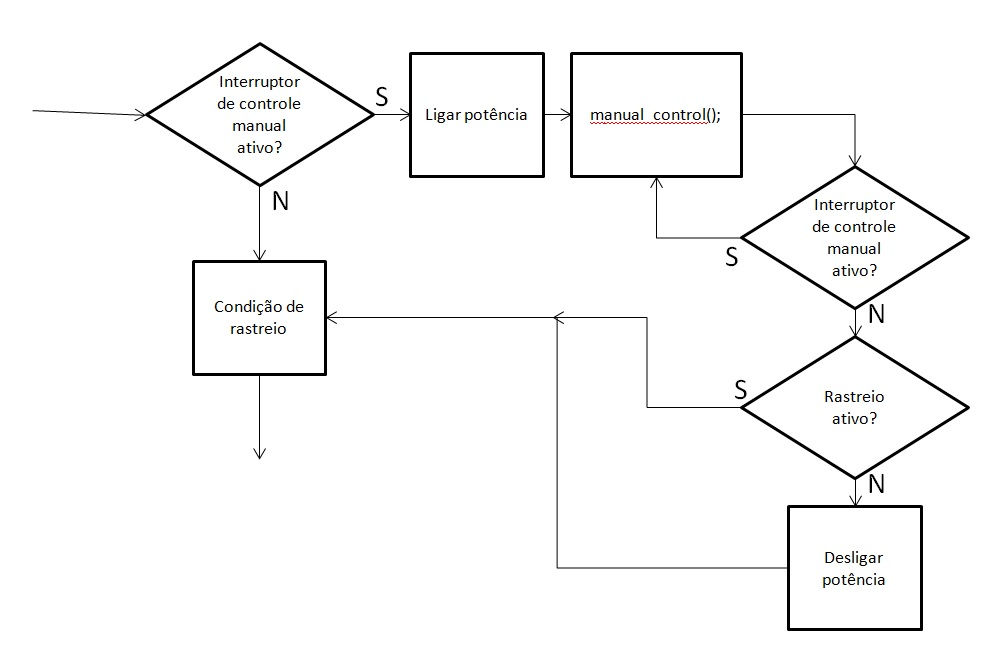 Interruptor
de controle
manual
ativo?
S
Ligar potência
manual_control();
N
Interruptor
de controle
manual
ativo?
S
N
Condição de
rastreio
Rastreio
ativo?
S
N
Desligar
potência